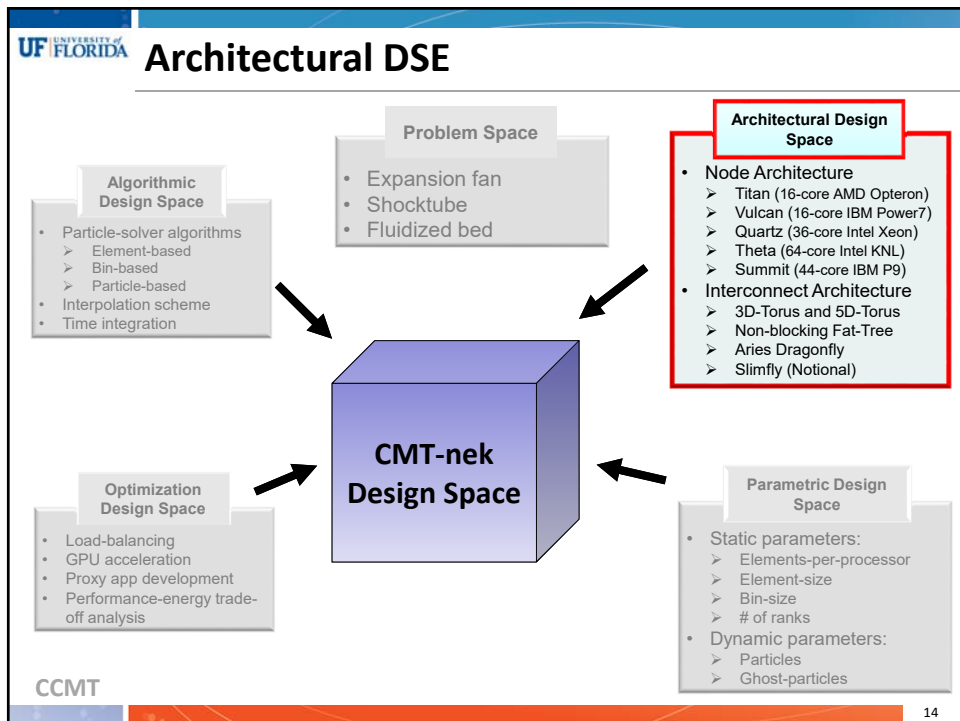 UF UNIVERSITY of FLORIDA
Architectural DSE
Algorithmic
Design Space
• Particle-solver algorithms
➢ Element-based
➢ Bin-based
➢ Particle-based
• Interpolation scheme
• Time integration
Problem Space
• Expansion fan
• Shocktube
• Fluidized bed
Architectural Design
Space
• Node Architecture
➢ Titan (16-core AMD Opteron)
➢ Vulcan (16-core IBM Power7)
➢ Quartz (36-core Intel Xeon)
➢ Theta (64-core Intel KNL)
➢ Summit (44-core IBM P9)
• Interconnect Architecture
➢ 3D-Torus and 5D-Torus
➢ Non-blocking Fat-Tree
➢ Aries Dragonfly
➢ Slimfly (Notional)
CMT-nek
Design Space
Optimization
Design Space
• Load-balancing
• GPU acceleration
• Proxy app development
• Performance-energy trade-
off analysis
Parametric Design
Space
• Static parameters:
➢ Elements-per-processor
➢ Element-size
➢ Bin-size
➢ # of ranks
• Dynamic parameters:
➢ Particles
➢ Ghost-particles
CCMT
14